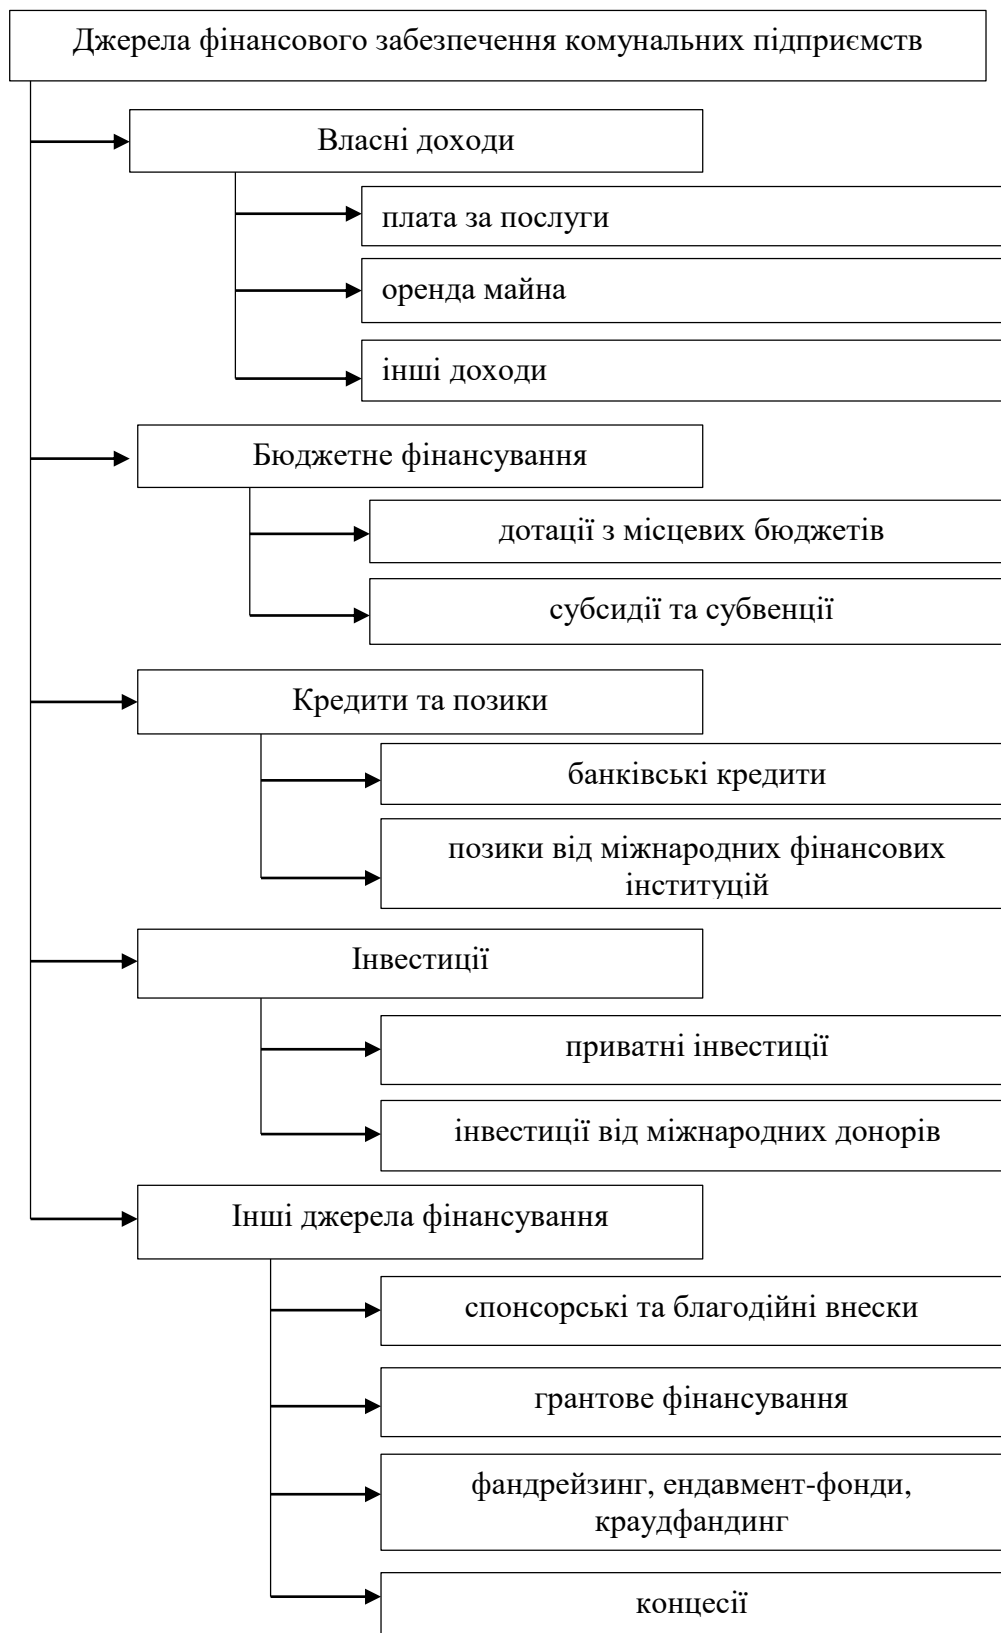 Джерела фінансового забезпечення комунальних підприємств
Власні доходи
плата за послуги
оренда майна
інші доходи
Бюджетне фінансування
дотації з місцевих бюджетів
субсидії та субвенції
Кредити та позики
банківські кредити
позики від міжнародних фінансових
інституцій
Інвестиції
приватні інвестиції
інвестиції від міжнародних донорів
Інші джерела фінансування
спонсорські та благодійні внески
грантове фінансування
фандрейзинг, ендавмент-фонди,
краудфандинг
концесії